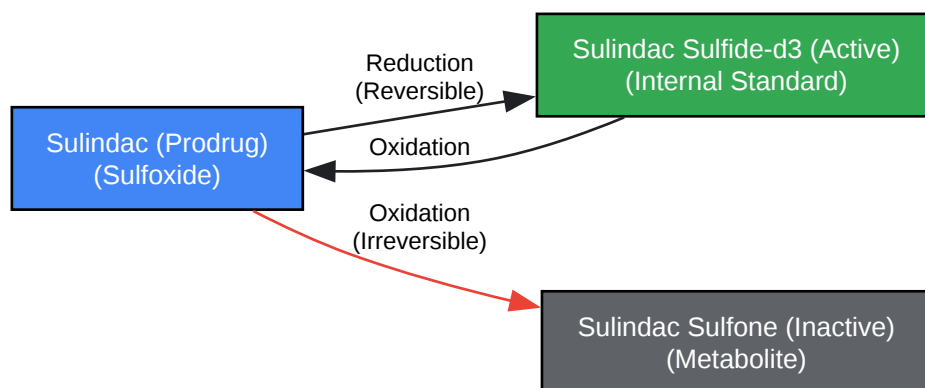 Sulindac Sulfide-d3 (Active)
(Internal Standard)
Reduction
(Reversible)
Sulindac (Prodrug)
(Sulfoxide)
Oxidation
Oxidation
(Irreversible)
Sulindac Sulfone (Inactive)
(Metabolite)